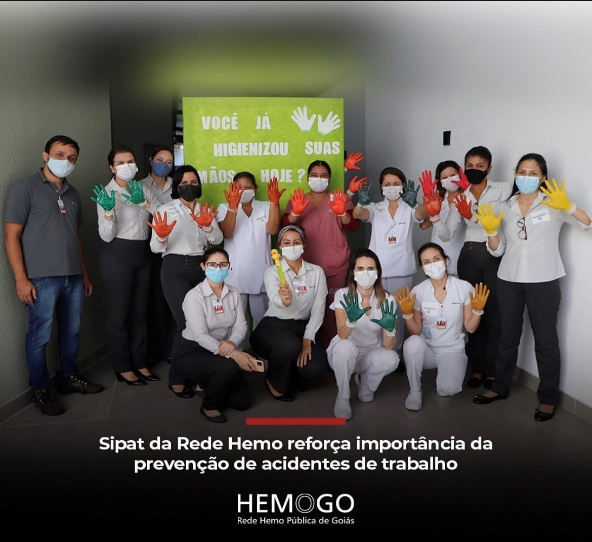 VOCÊ JÁ
HIGIENIZOU SUAS
MÃOS HOJE?
Sipat da Rede Hemo reforça importância da
prevenção de acidentes de trabalho
HEMOGO
Rede Hemo Pública de Goiás